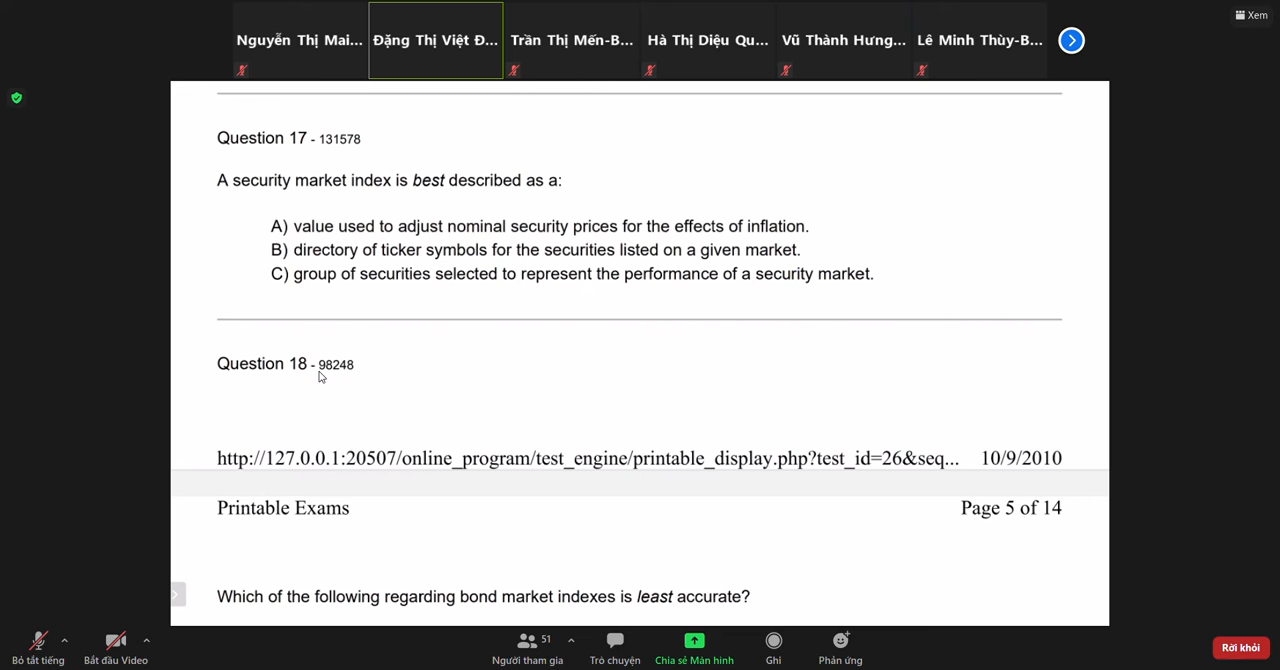 Xem
Nguyễn Thị Mai... Đặng Thị Việt Đ... Trần Thị Mến-B... Hà Thị Diệu Qu... Vũ Thành Hưng... Lê Minh Thùy-B...
Question 17 - 131578
A security market index is best described as a:
A) value used to adjust nominal security prices for the effects of inflation.
B) directory of ticker symbols for the securities listed on a given market.
C) group of securities selected to represent the performance of a security market.
Question 18 - 98248
http://127.0.0.1:20507/online_program/test_engine/printable_display.php?test_id=26&seq... 10/9/2010
Printable Exams Page 5 of 14
Which of the following regarding bond market indexes is least accurate?
51
Bỏ tắt tiếng Bắt đầu Video Người tham gia Trò chuyện Chia sẻ Màn hình Ghi Phản ứng Rời khỏi